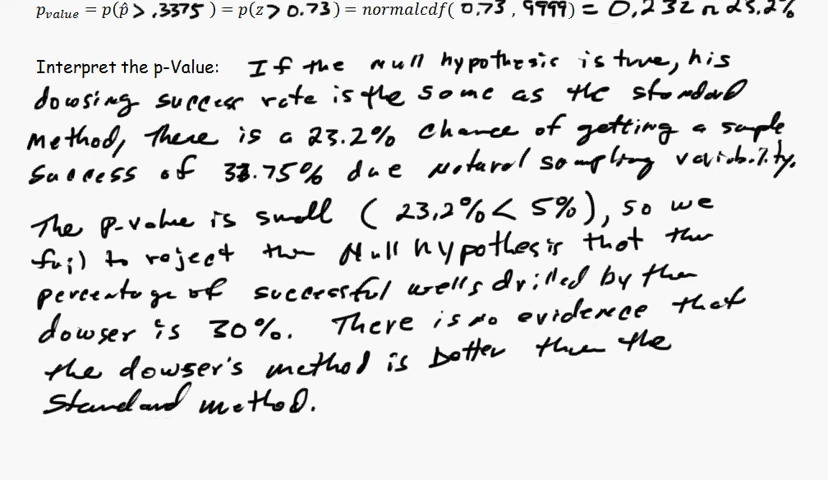 p_value = p(p̂ > .3375) = p(z > 0.73) = normalcdf(0.73, 9999) = 0.232 ~ 23.2%
Interpret the p-Value: If the Null hypothesis is true, his
dowsing success rate is the same as the standard
method, there is a 23.2% chance of getting a sample
success of 33.75% due natural sampling variability.
The p-value is small (23.2% < 5%), so we
fail to reject the Null hypothesis that the
percentage of successful wells drilled by the
dowser is 30%. There is no evidence that
the dowser's method is better than the
Standard method.